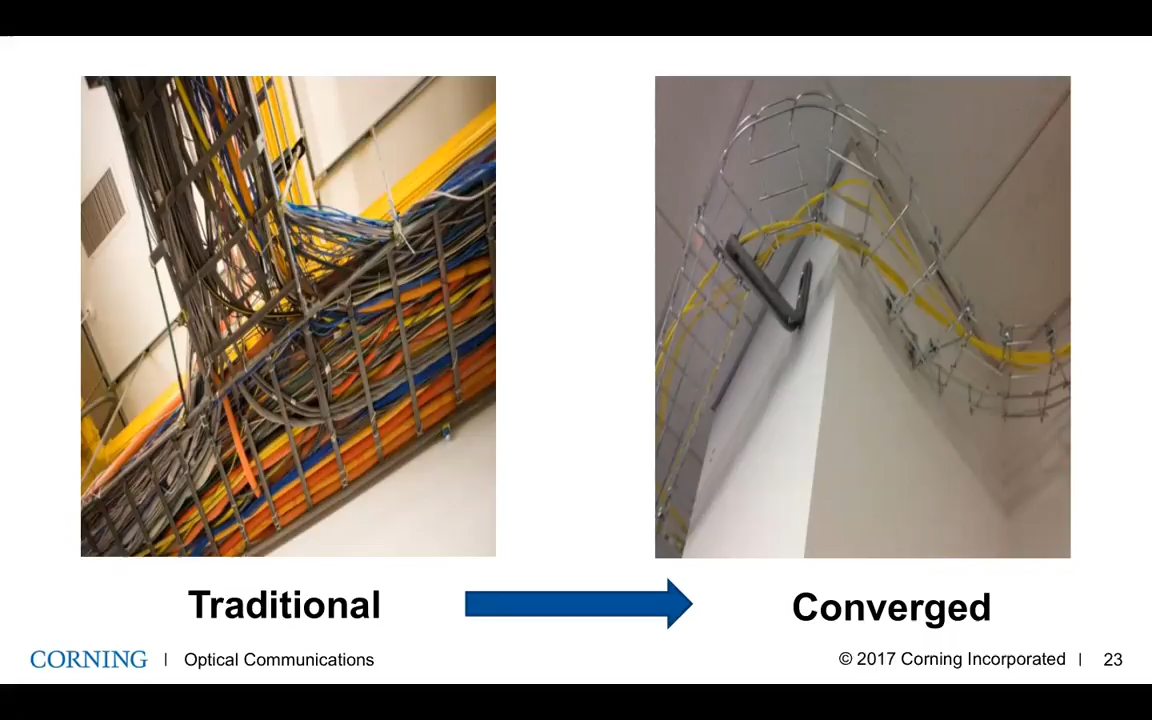 Traditional
Converged
CORNING | Optical Communications
© 2017 Corning Incorporated | 23